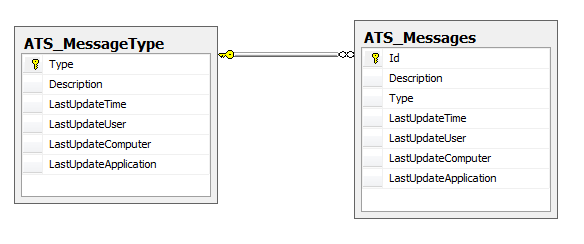 ATS_MessageType
Type
Description
LastUpdateTime
LastUpdateUser
LastUpdateComputer
LastUpdateApplication
ATS_Messages
Id
Description
Type
LastUpdateTime
LastUpdateUser
LastUpdateComputer
LastUpdateApplication